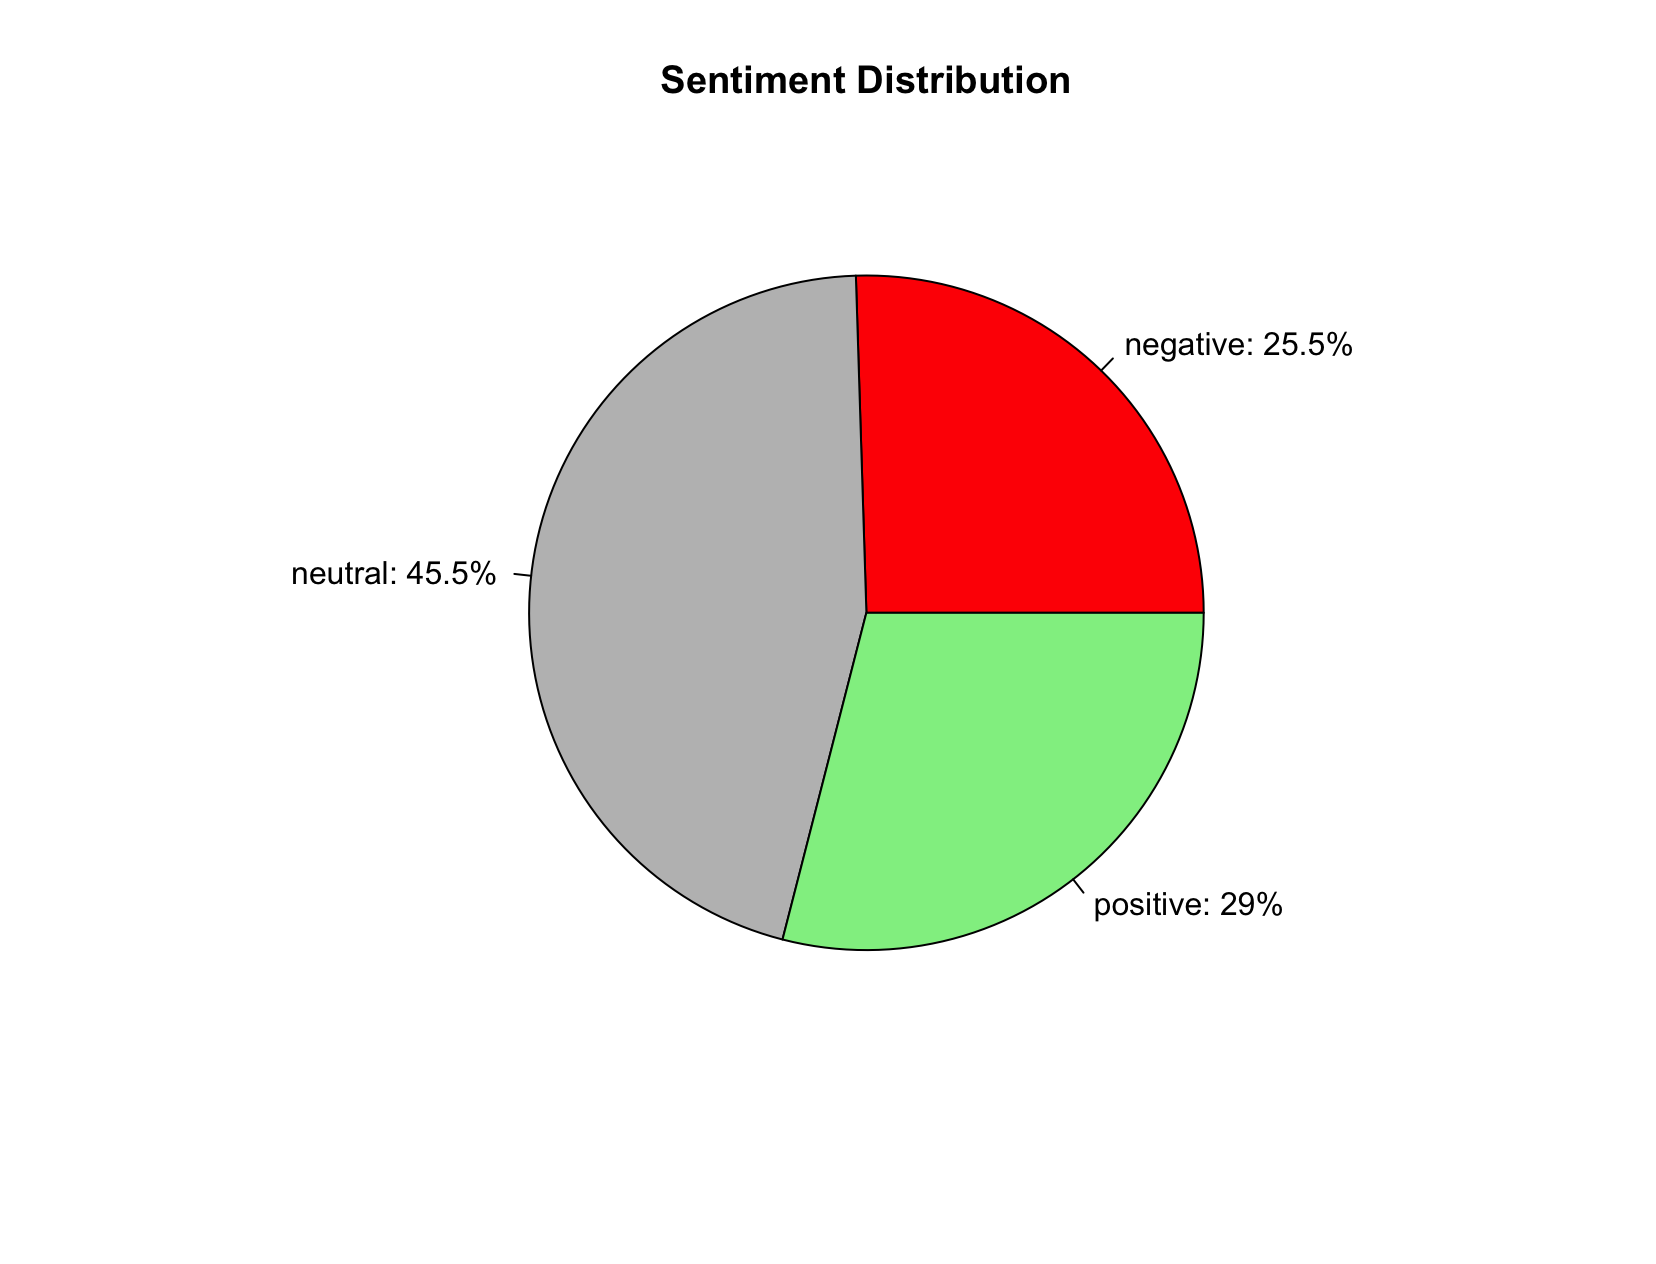 Sentiment Distribution
negative: 25.5%
neutral: 45.5%
positive: 29%